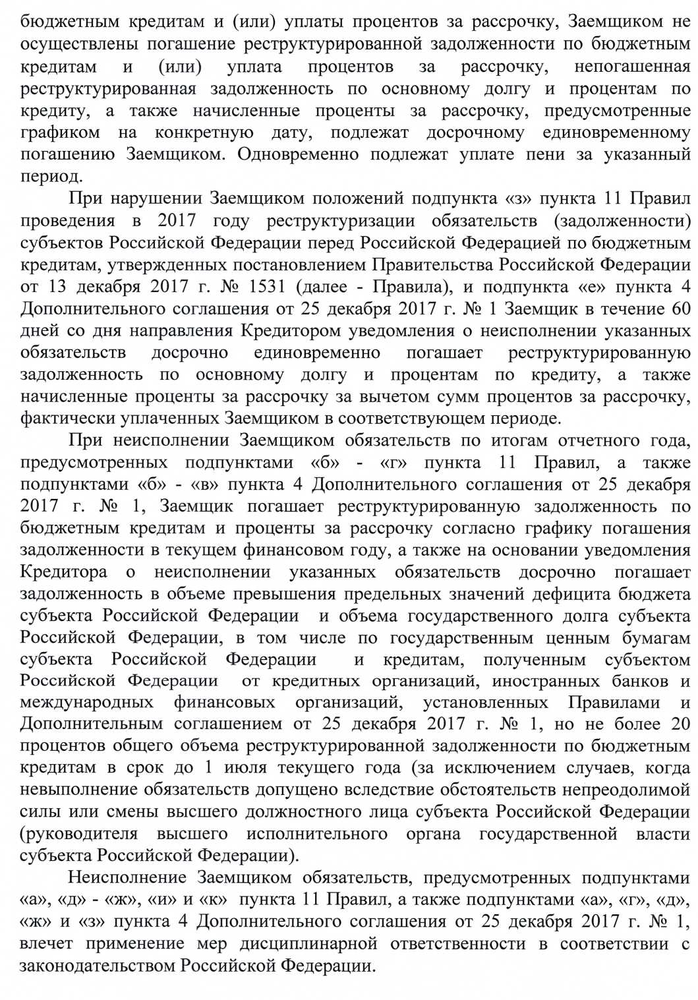 бюджетным кредитам и (или) уплаты процентов за рассрочку, Заемщиком не
осуществлены погашение реструктурированной задолженности по бюджетным
кредитам и (или) уплата процентов за рассрочку, непогашенная
реструктурированная задолженность по основному долгу и процентам по
кредиту, а также начисленные проценты за рассрочку, предусмотренные
графиком на конкретную дату, подлежат досрочному единовременному
погашению Заемщиком. Одновременно подлежат уплате пени за указанный
период.
При нарушении Заемщиком положений подпункта «з» пункта 11 Правил
проведения в 2017 году реструктуризации обязательств (задолженности)
субъектов Российской Федерации перед Российской Федерацией по бюджетным
кредитам, утвержденных постановлением Правительства Российской Федерации
от 13 декабря 2017 г. № 1531 (далее - Правила), и подпункта «е» пункта 4
Дополнительного соглашения от 25 декабря 2017 г. № 1 Заемщик в течение 60
дней со дня направления Кредитором уведомления о неисполнении указанных
обязательств досрочно единовременно погашает реструктурированную
задолженность по основному долгу и процентам по кредиту, а также
начисленные проценты за рассрочку за вычетом сумм процентов за рассрочку,
фактически уплаченных Заемщиком в соответствующем периоде.
При неисполнении Заемщиком обязательств по итогам отчетного года,
предусмотренных подпунктами «б» - «г» пункта 11 Правил, а также
подпунктами «б» - «в» пункта 4 Дополнительного соглашения от 25 декабря
2017 г. № 1, Заемщик погашает реструктурированную задолженность по
бюджетным кредитам и проценты за рассрочку согласно графику погашения
задолженности в текущем финансовом году, а также на основании уведомления
Кредитора о неисполнении указанных обязательств досрочно погашает
задолженность в объеме превышения предельных значений дефицита бюджета
субъекта Российской Федерации и объема государственного долга субъекта
Российской Федерации, в том числе по государственным ценным бумагам
субъекта Российской Федерации и кредитам, полученным субъектом
Российской Федерации от кредитных организаций, иностранных банков и
международных финансовых организаций, установленных Правилами и
Дополнительным соглашением от 25 декабря 2017 г. № 1, но не более 20
процентов общего объема реструктурированной задолженности по бюджетным
кредитам в срок до 1 июля текущего года (за исключением случаев, когда
невыполнение обязательств допущено вследствие обстоятельств непреодолимой
силы или смены высшего должностного лица субъекта Российской Федерации
(руководителя высшего исполнительного органа государственной власти
субъекта Российской Федерации).
Неисполнение Заемщиком обязательств, предусмотренных подпунктами
«а», «д» - «ж», «и» и «к» пункта 11 Правил, а также подпунктами «а», «г», «д»,
«ж» и «з» пункта 4 Дополнительного соглашения от 25 декабря 2017 г. № 1,
влечет применение мер дисциплинарной ответственности в соответствии с
законодательством Российской Федерации.